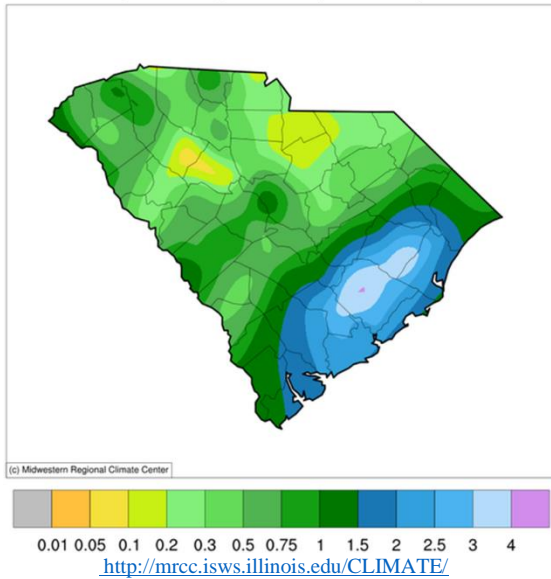 (c) Midwestern Regional Climate Center
0.01 0.05 0.1 0.2 0.3 0.5 0.75 1 1.5 2 2.5 3 4
http://mrcc.isws.illinois.edu/CLIMATE/